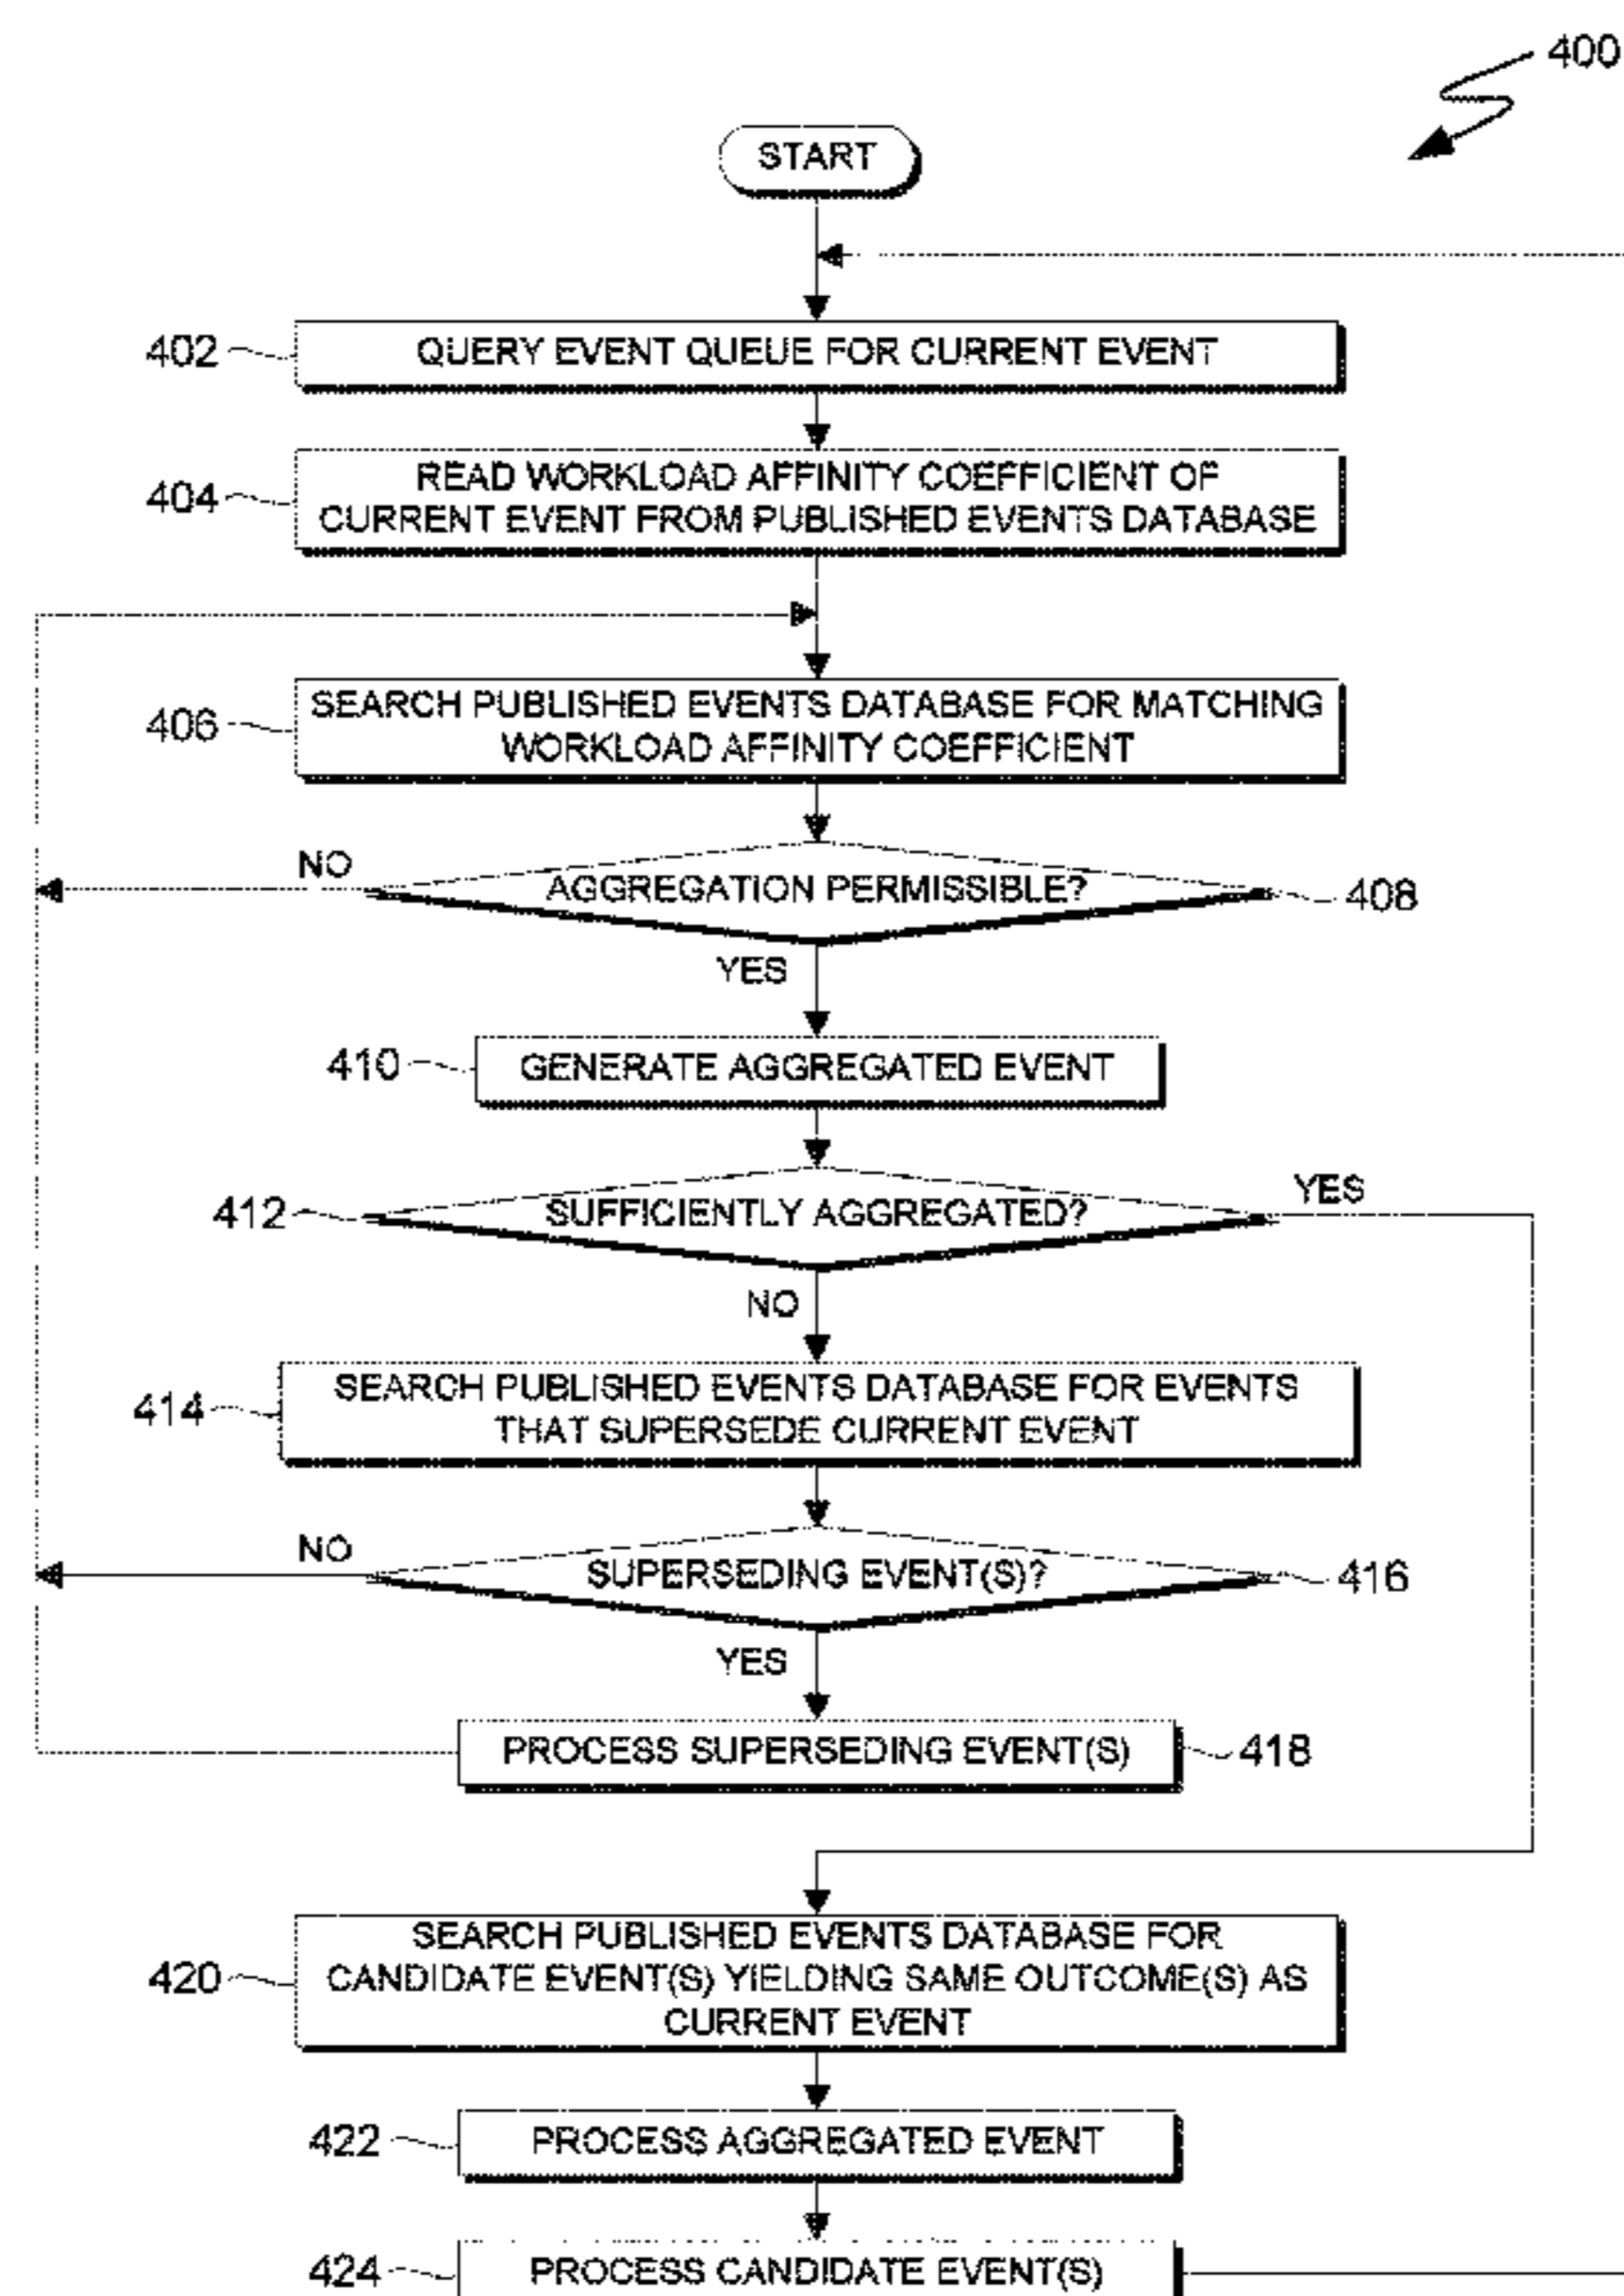 400
START
402
QUERY EVENT QUEUE FOR CURRENT EVENT
404
READ WORKLOAD AFFINITY COEFFICIENT OF
CURRENT EVENT FROM PUBLISHED EVENTS DATABASE
406
SEARCH PUBLISHED EVENTS DATABASE FOR MATCHING
WORKLOAD AFFINITY COEFFICIENT
NO
AGGREGATION PERMISSIBLE?
408
YES
410
GENERATE AGGREGATED EVENT
412
SUFFICIENTLY AGGREGATED?
YES
NO
414
SEARCH PUBLISHED EVENTS DATABASE FOR EVENTS
THAT SUPERSEDE CURRENT EVENT
NO
SUPERSEDING EVENT(S)?
416
YES
PROCESS SUPERSEDING EVENT(S)
418
420
SEARCH PUBLISHED EVENTS DATABASE FOR
CANDIDATE EVENT(S) YIELDING SAME OUTCOME(S) AS
CURRENT EVENT
422
PROCESS AGGREGATED EVENT
424
PROCESS CANDIDATE EVENT(S)